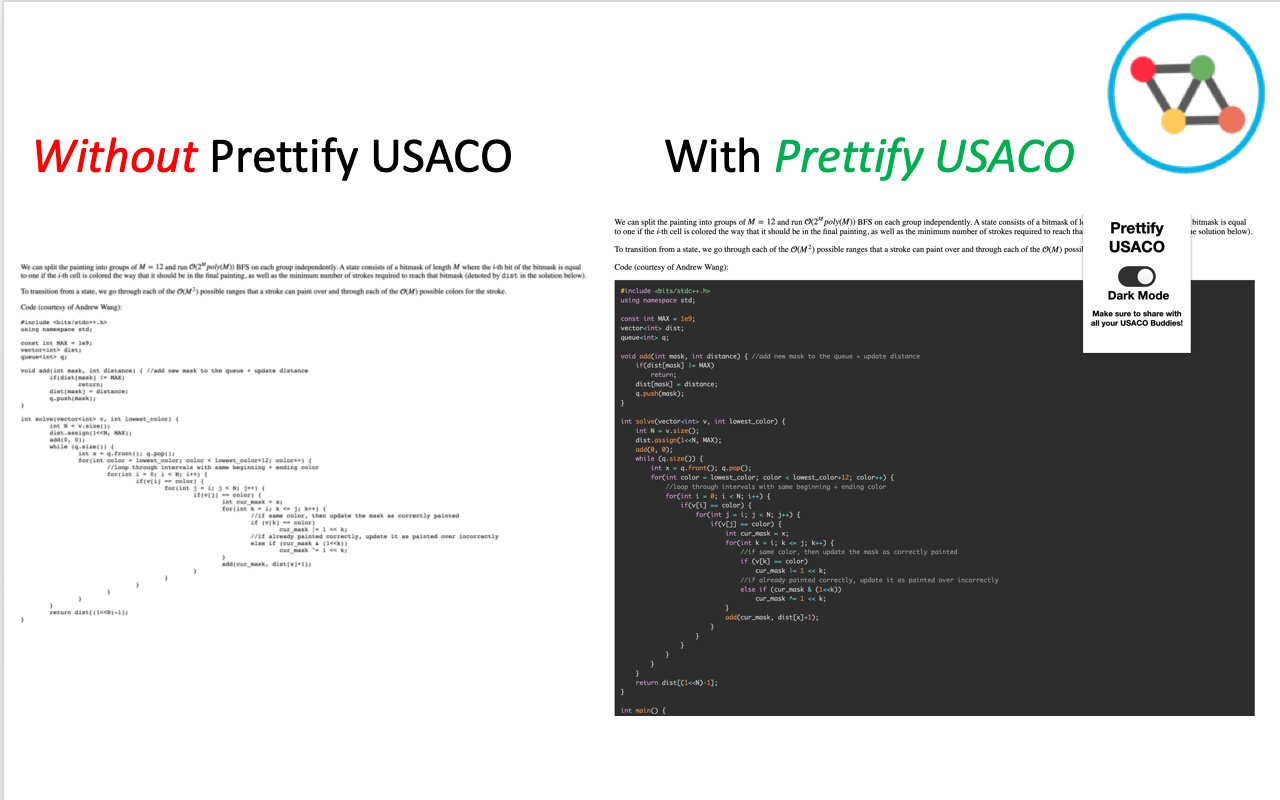 Without Prettify USACO
We can split the painting into groups of M = 12 and run O(2^M poly(M)) BFS on each group independently. A state consists of a bitmask of length M where the i-th bit of the bitmask is equal
to one if the i-th cell is colored the way that it should be in the final painting, as well as the minimum number of strokes required to reach that bitmask (denoted by dist in the solution below).
To transition from a state, we go through each of the O(M^2) possible ranges that a stroke can paint over and through each of the O(M) possible colors for the stroke.
Code (courtesy of Andrew Wang):
#include <bits/stdc++.h>
using namespace std;
const int MAX = 1e9;
vector<int> dist;
queue<int> q;
void add(int mask, int distance) { //add new mask to the queue + update distance
if(dist[mask] != MAX)
return;
dist[mask] = distance;
q.push(mask);
}
int solve(vector<int> v, int lowest_color) {
int N = v.size();
dist.assign(1<<N, MAX);
add(0, 0);
while (q.size()) {
int x = q.front(); q.pop();
for(int color = lowest_color; color < lowest_color+12; color++) {
//loop through intervals with same beginning + ending color
for(int i = 0; i < N; i++) {
if(v[i] == color) {
for(int j = i; j < N; j++) {
if(v[j] == color) {
int cur_mask = x;
for(int k = i; k <= j; k++) {
//if same color, then update the mask as correctly painted
if (v[k] == color)
cur_mask |= 1 << k;
//if already painted correctly, update it as painted over incorrectly
else if (cur_mask & (1<<k))
cur_mask ^= 1 << k;
}
add(cur_mask, dist[x]+1);
}
}
}
}
}
}
return dist[(1<<N)-1];
}
With Prettify USACO
We can split the painting into groups of M = 12 and run O(2^M poly(M)) BFS on each group independently. A state consists of a bitmask of bitmask is equal
to one if the i-th cell is colored the way that it should be in the final painting, as well as the minimum number of strokes required to reach tha e solution below).
To transition from a state, we go through each of the O(M^2) possible ranges that a stroke can paint over and through each of the O(M) possi
Code (courtesy of Andrew Wang):
Prettify
USACO
Dark Mode
Make sure to share with
all your USACO Buddies!
#include <bits/stdc++.h>
using namespace std;
const int MAX = 1e9;
vector<int> dist;
queue<int> q;
void add(int mask, int distance) { //add new mask to the queue + update distance
if(dist[mask] != MAX)
return;
dist[mask] = distance;
q.push(mask);
}
int solve(vector<int> v, int lowest_color) {
int N = v.size();
dist.assign(1<<N, MAX);
add(0, 0);
while (q.size()) {
int x = q.front(); q.pop();
for(int color = lowest_color; color < lowest_color+12; color++) {
//loop through intervals with same beginning + ending color
for(int i = 0; i < N; i++) {
if(v[i] == color) {
for(int j = i; j < N; j++) {
if(v[j] == color) {
int cur_mask = x;
for(int k = i; k <= j; k++) {
//if same color, then update the mask as correctly painted
if (v[k] == color)
cur_mask |= 1 << k;
//if already painted correctly, update it as painted over incorrectly
else if (cur_mask & (1<<k))
cur_mask ^= 1 << k;
}
add(cur_mask, dist[x]+1);
}
}
}
}
}
}
return dist[(1<<N)-1];
}
int main() {